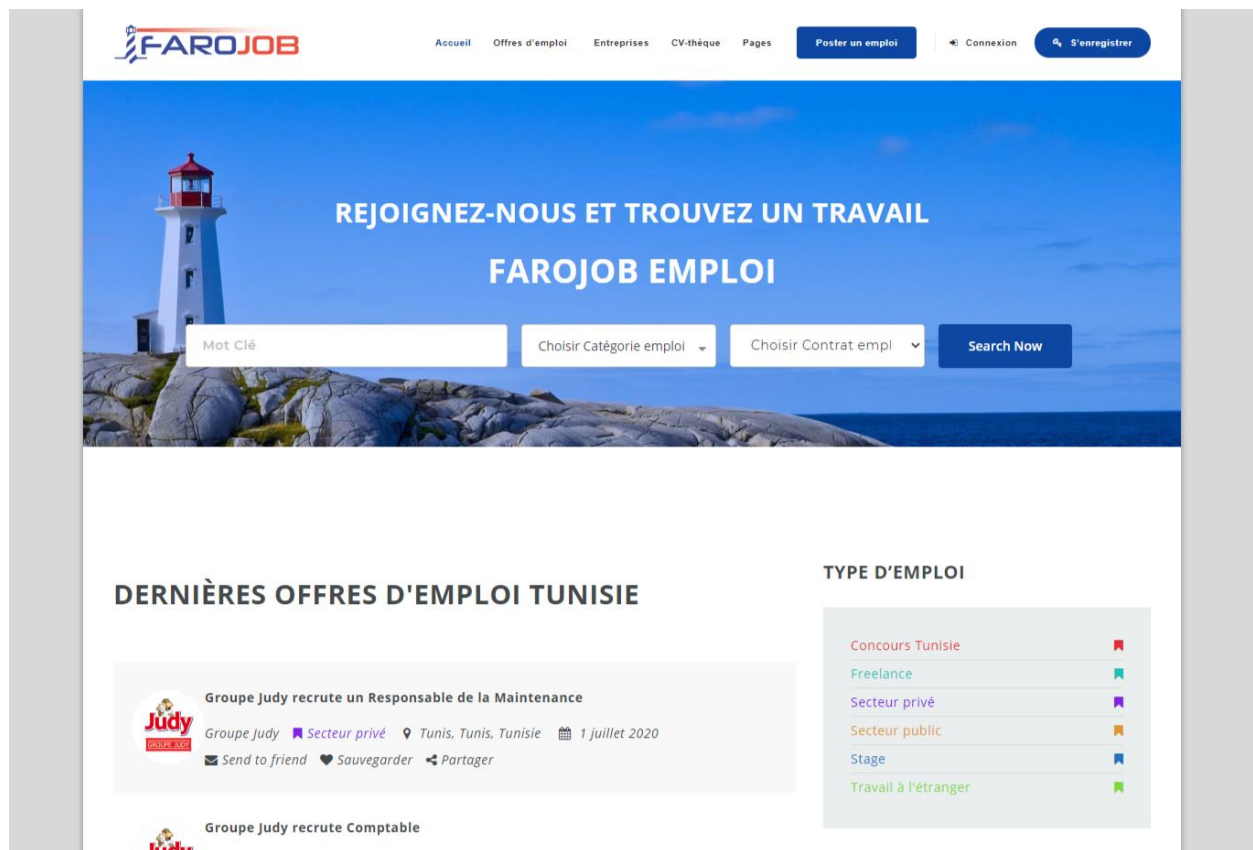 FAROJOB
Accueil Offres d'emploi Entreprises CV-thèque Pages Poster un emploi Connexion S'enregistrer
REJOIGNEZ-NOUS ET TROUVEZ UN TRAVAIL
FAROJOB EMPLOI
Mot Clé Choisir Catégorie emploi Choisir Contrat empl Search Now
DERNIÈRES OFFRES D'EMPLOI TUNISIE
Groupe Judy recrute un Responsable de la Maintenance
Judy
GROUPE JUDY
Groupe Judy Secteur privé Tunis, Tunis, Tunisie 1 juillet 2020
Send to friend Sauvegarder Partager
Groupe Judy recrute Comptable
TYPE D’EMPLOI
Concours Tunisie
Freelance
Secteur privé
Secteur public
Stage
Travail à l'étranger